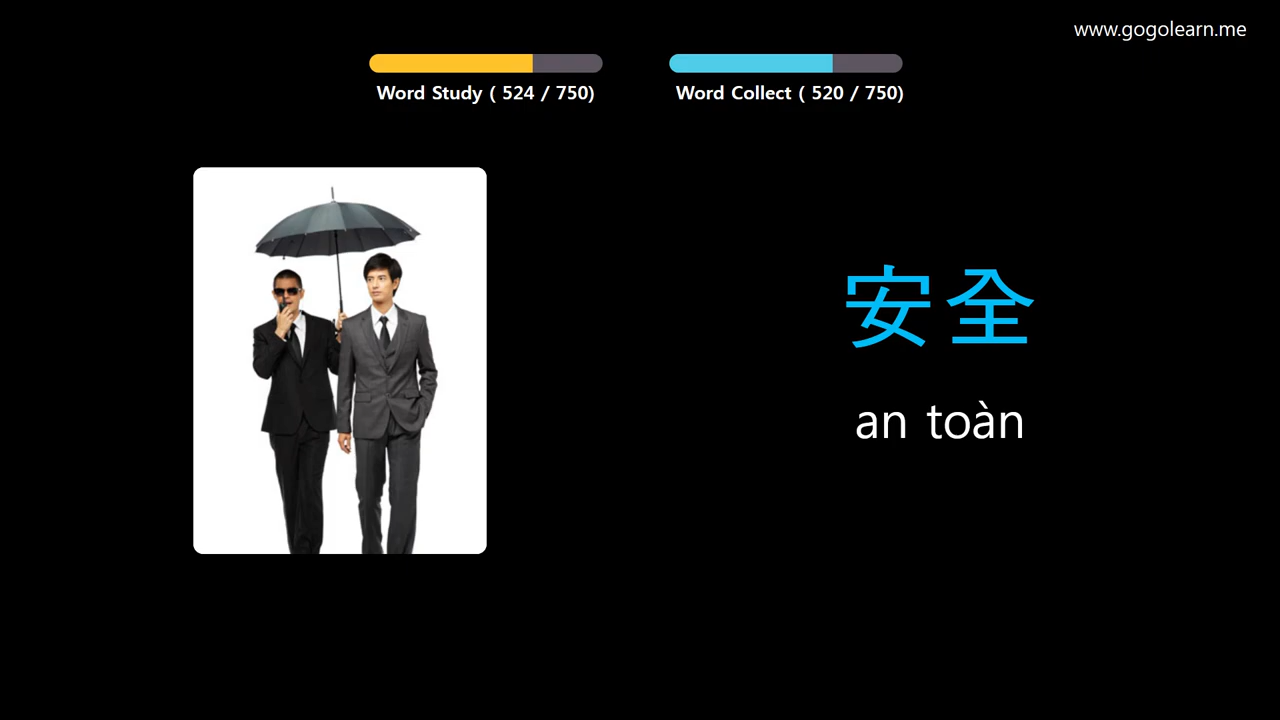 www.gogolearn.me
Word Study ( 524 / 750)
Word Collect ( 520 / 750)
安全
an toàn